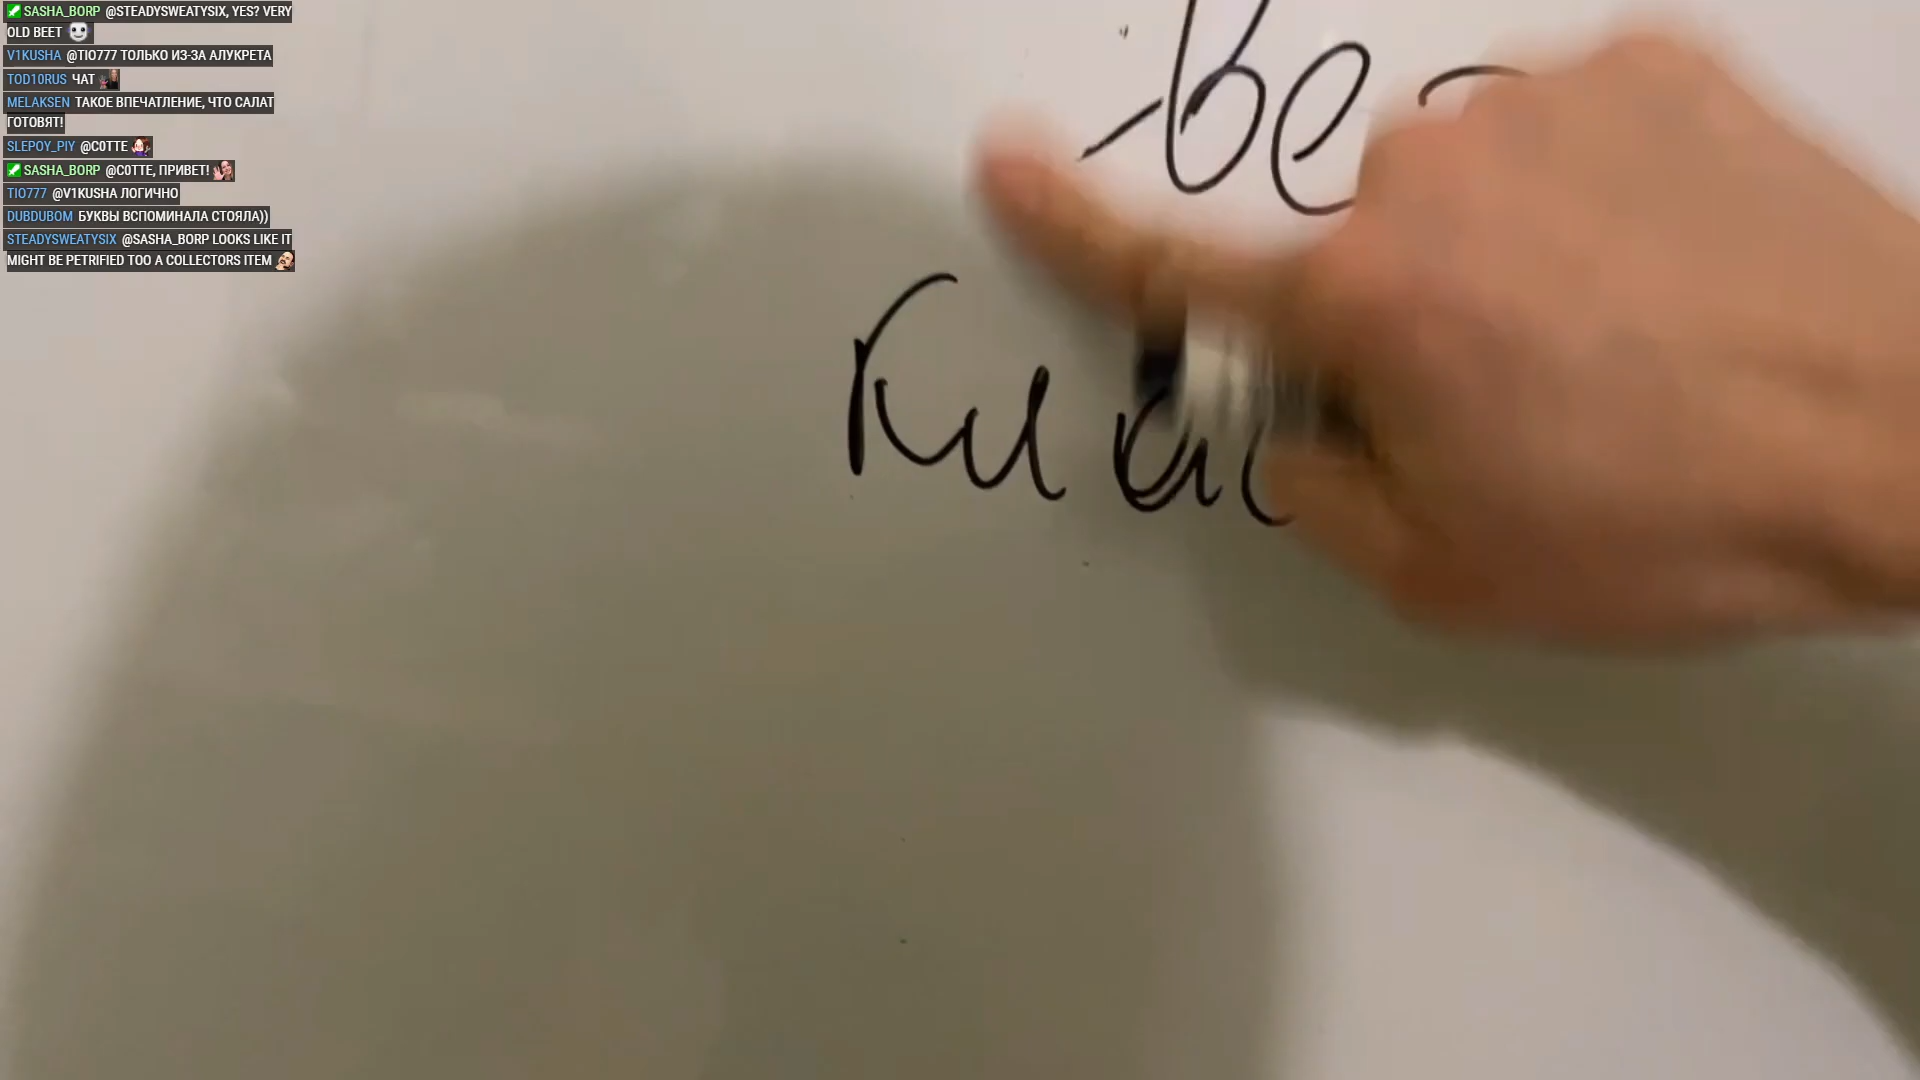 SASHA_BORP @STEADYSWEATYSIX, YES? VERY
OLD BEET
V1KUSHA @TIO777 ТОЛЬКО ИЗ-ЗА АЛУКРЕТА
TOD10RUS ЧАТ
MELAKSEN ТАКОЕ ВПЕЧАТЛЕНИЕ, ЧТО САЛАТ
ГОТОВЯТ!
SLEPOY_PIY @C0TTE
SASHA_BORP @C0TTE, ПРИВЕТ!
TIO777 @V1KUSHA ЛОГИЧНО
DUBDUBOM БУКВЫ ВСПОМИНАЛА СТОЯЛА))
STEADYSWEATYSIX @SASHA_BORP LOOKS LIKE IT
MIGHT BE PETRIFIED TOO A COLLECTORS ITEM